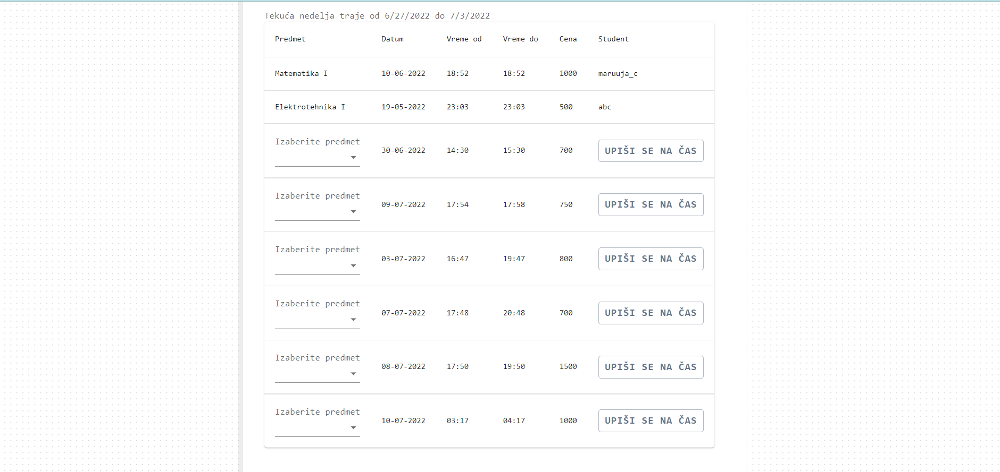 Tekuća nedelja traje od 6/27/2022 do 7/3/2022
Predmet Datum Vreme od Vreme do Cena Student
Matematika I 10-06-2022 18:52 18:52 1000 maruuja_c
Elektrotehnika I 19-05-2022 23:03 23:03 500 abc
Izaberite predmet 30-06-2022 14:30 15:30 700 UPIŠI SE NA ČAS
Izaberite predmet 09-07-2022 17:54 17:58 750 UPIŠI SE NA ČAS
Izaberite predmet 03-07-2022 16:47 19:47 800 UPIŠI SE NA ČAS
Izaberite predmet 07-07-2022 17:48 20:48 700 UPIŠI SE NA ČAS
Izaberite predmet 08-07-2022 17:50 19:50 1500 UPIŠI SE NA ČAS
Izaberite predmet 10-07-2022 03:17 04:17 1000 UPIŠI SE NA ČAS